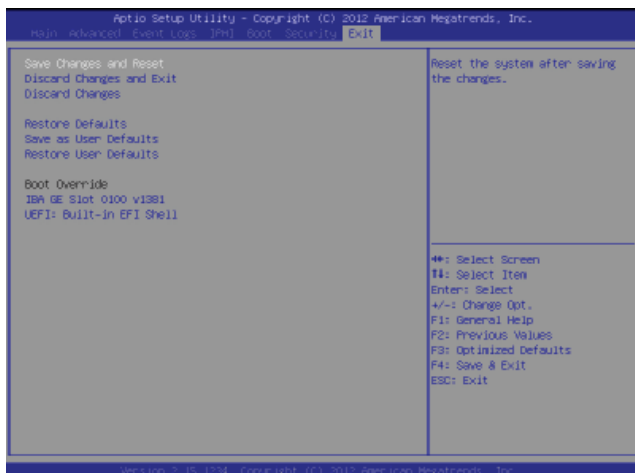 Aptio Setup Utility - Copyright (C) 2012 American Megatrends, Inc.
Main Advanced Event Logs IPMI Boot Security Exit
Save Changes and Reset
Discard Changes and Exit
Discard Changes
Restore Defaults
Save as User Defaults
Restore User Defaults
Boot Override
IBA GE Slot 0100 v1381
UEFI: Built-in EFI Shell
Reset the system after saving
the changes.
: Select Screen
: Select Item
Enter: Select
+/-: Change Opt.
F1: General Help
F2: Previous Values
F3: Optimized Defaults
F4: Save & Exit
ESC: Exit
Version 2.15.1234. Copyright (C) 2012 American Megatrends, Inc.